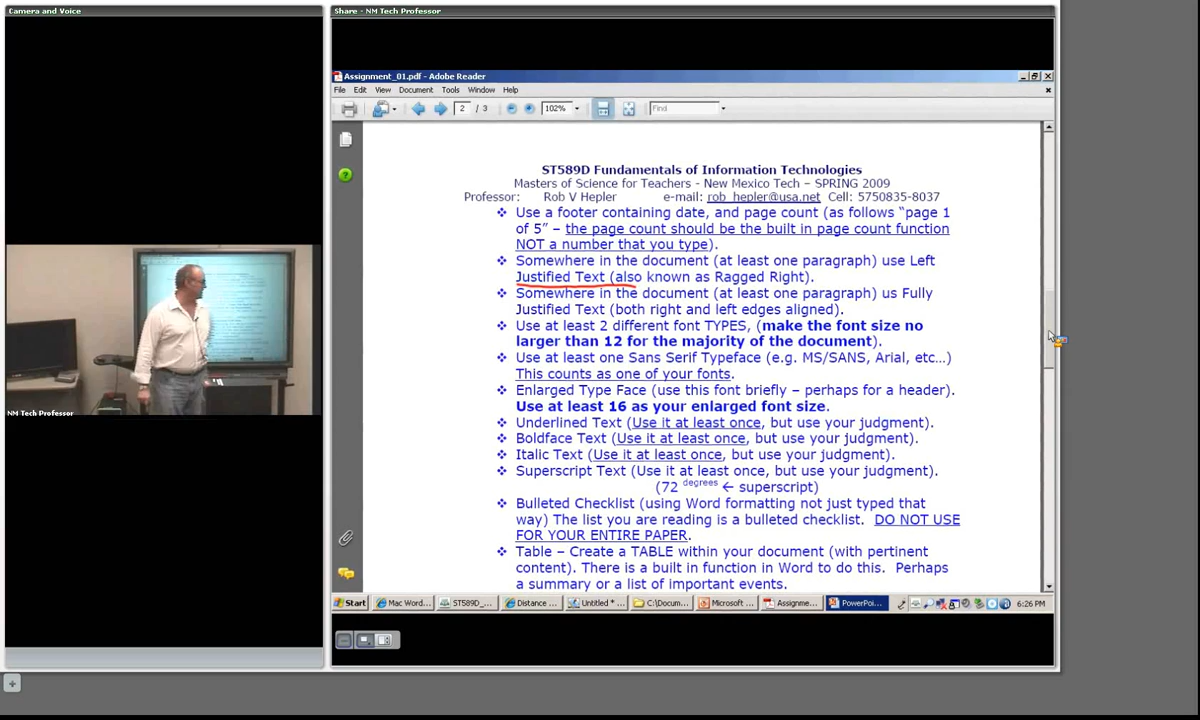 Camera and Voice
Share - NM Tech Professor
Assignment_01.pdf - Adobe Reader
File Edit View Document Tools Window Help
2 / 3 102% Find
ST589D Fundamentals of Information Technologies
Masters of Science for Teachers - New Mexico Tech – SPRING 2009
Professor: Rob V Hepler e-mail: rob_hepler@usa.net Cell: 5750835-8037
❖ Use a footer containing date, and page count (as follows “page 1
of 5” – the page count should be the built in page count function
NOT a number that you type).
❖ Somewhere in the document (at least one paragraph) use Left
Justified Text (also known as Ragged Right).
❖ Somewhere in the document (at least one paragraph) us Fully
Justified Text (both right and left edges aligned).
❖ Use at least 2 different font TYPES, (make the font size no
larger than 12 for the majority of the document).
❖ Use at least one Sans Serif Typeface (e.g. MS/SANS, Arial, etc…)
This counts as one of your fonts.
❖ Enlarged Type Face (use this font briefly – perhaps for a header).
Use at least 16 as your enlarged font size.
❖ Underlined Text (Use it at least once, but use your judgment).
❖ Boldface Text (Use it at least once, but use your judgment).
❖ Italic Text (Use it at least once, but use your judgment).
❖ Superscript Text (Use it at least once, but use your judgment).
(72 degrees ← superscript)
❖ Bulleted Checklist (using Word formatting not just typed that
way) The list you are reading is a bulleted checklist. DO NOT USE
FOR YOUR ENTIRE PAPER.
❖ Table – Create a TABLE within your document (with pertinent
content). There is a built in function in Word to do this. Perhaps
a summary or a list of important events.
NM Tech Professor
Start Mac Word... ST589D_... Distance ... Untitled * ... C:\Docum... Microsoft ... Assignme... PowerPoi... 6:26 PM